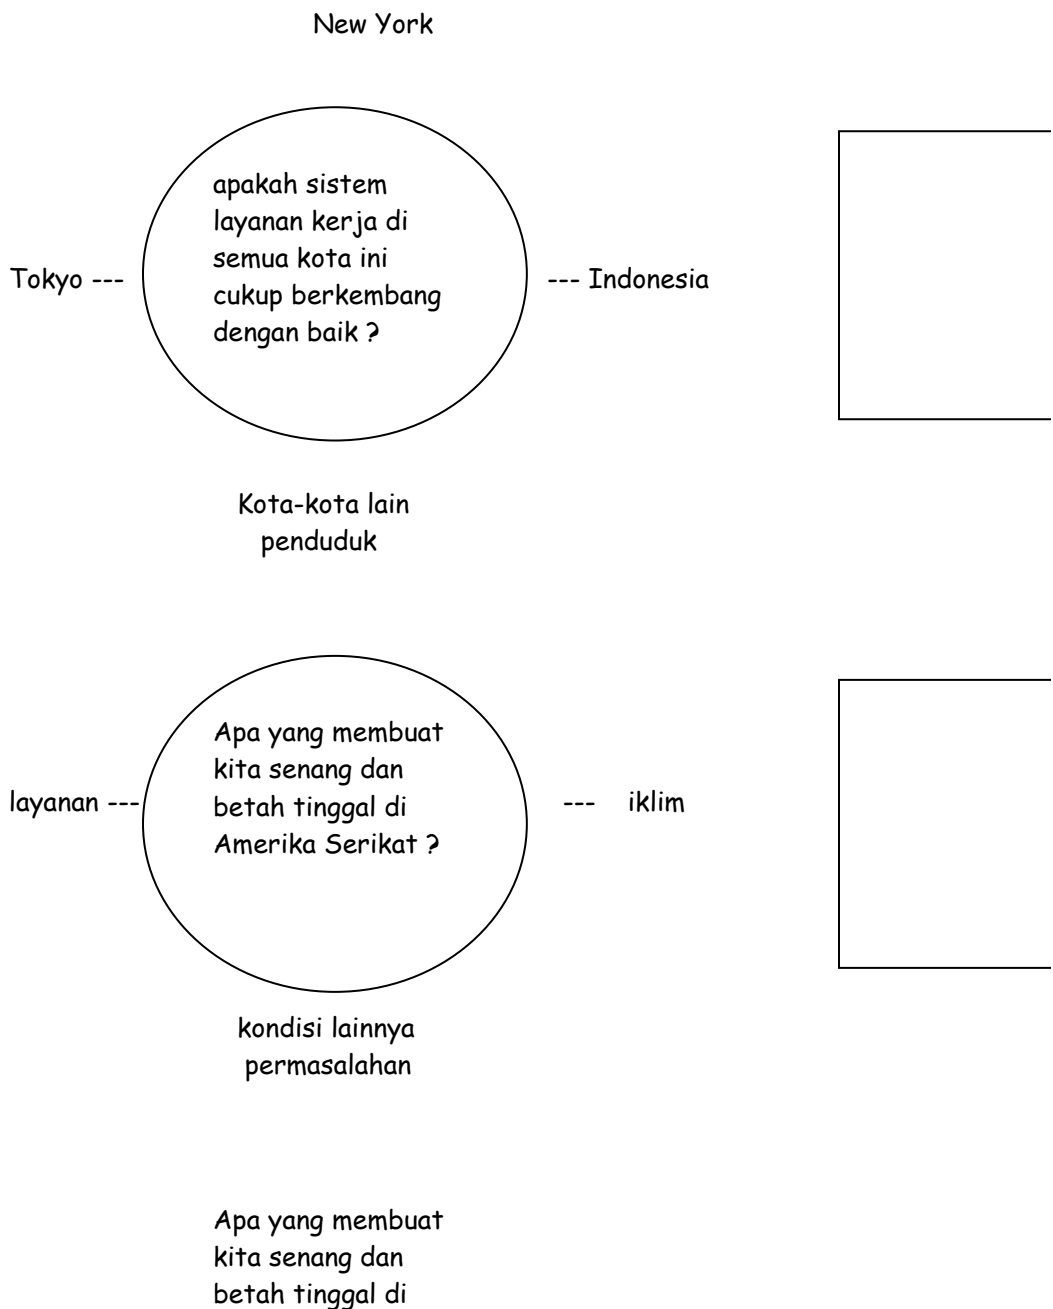 New York
apakah sistem
layanan kerja di
semua kota ini
cukup berkembang
dengan baik ?
Tokyo ---
--- Indonesia
Kota-kota lain
penduduk
Apa yang membuat
kita senang dan
betah tinggal di
Amerika Serikat ?
layanan ---
--- iklim
kondisi lainnya
permasalahan
Apa yang membuat
kita senang dan
betah tinggal di